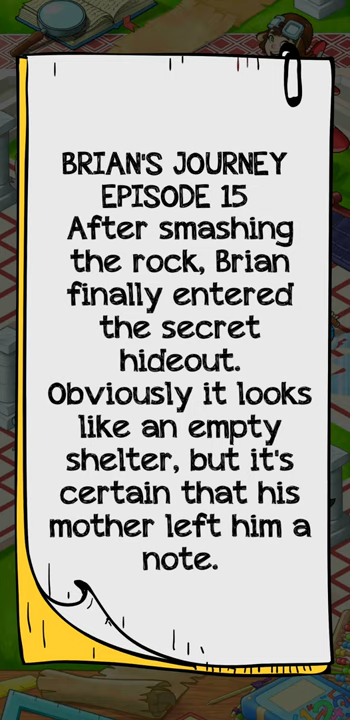 BRIAN'S JOURNEY
EPISODE 15
After smashing
the rock, Brian
finally entered
the secret
hideout.
Obviously it looks
like an empty
shelter, but it's
certain that his
mother left him a
note.